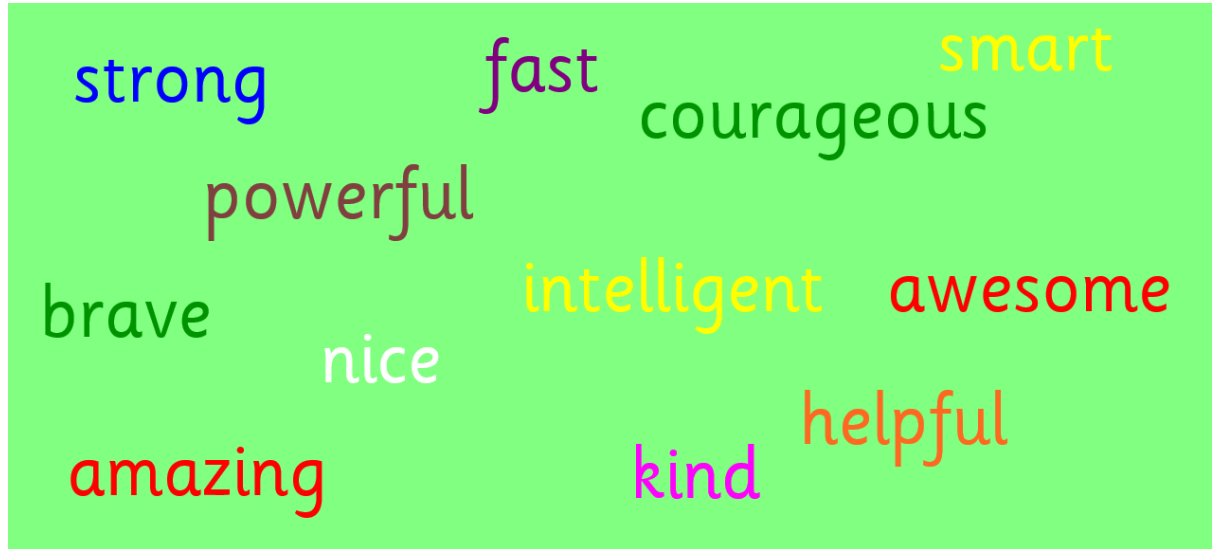 strong
fast
smart
courageous
powerful
brave
intelligent
awesome
nice
helpful
amazing
kind